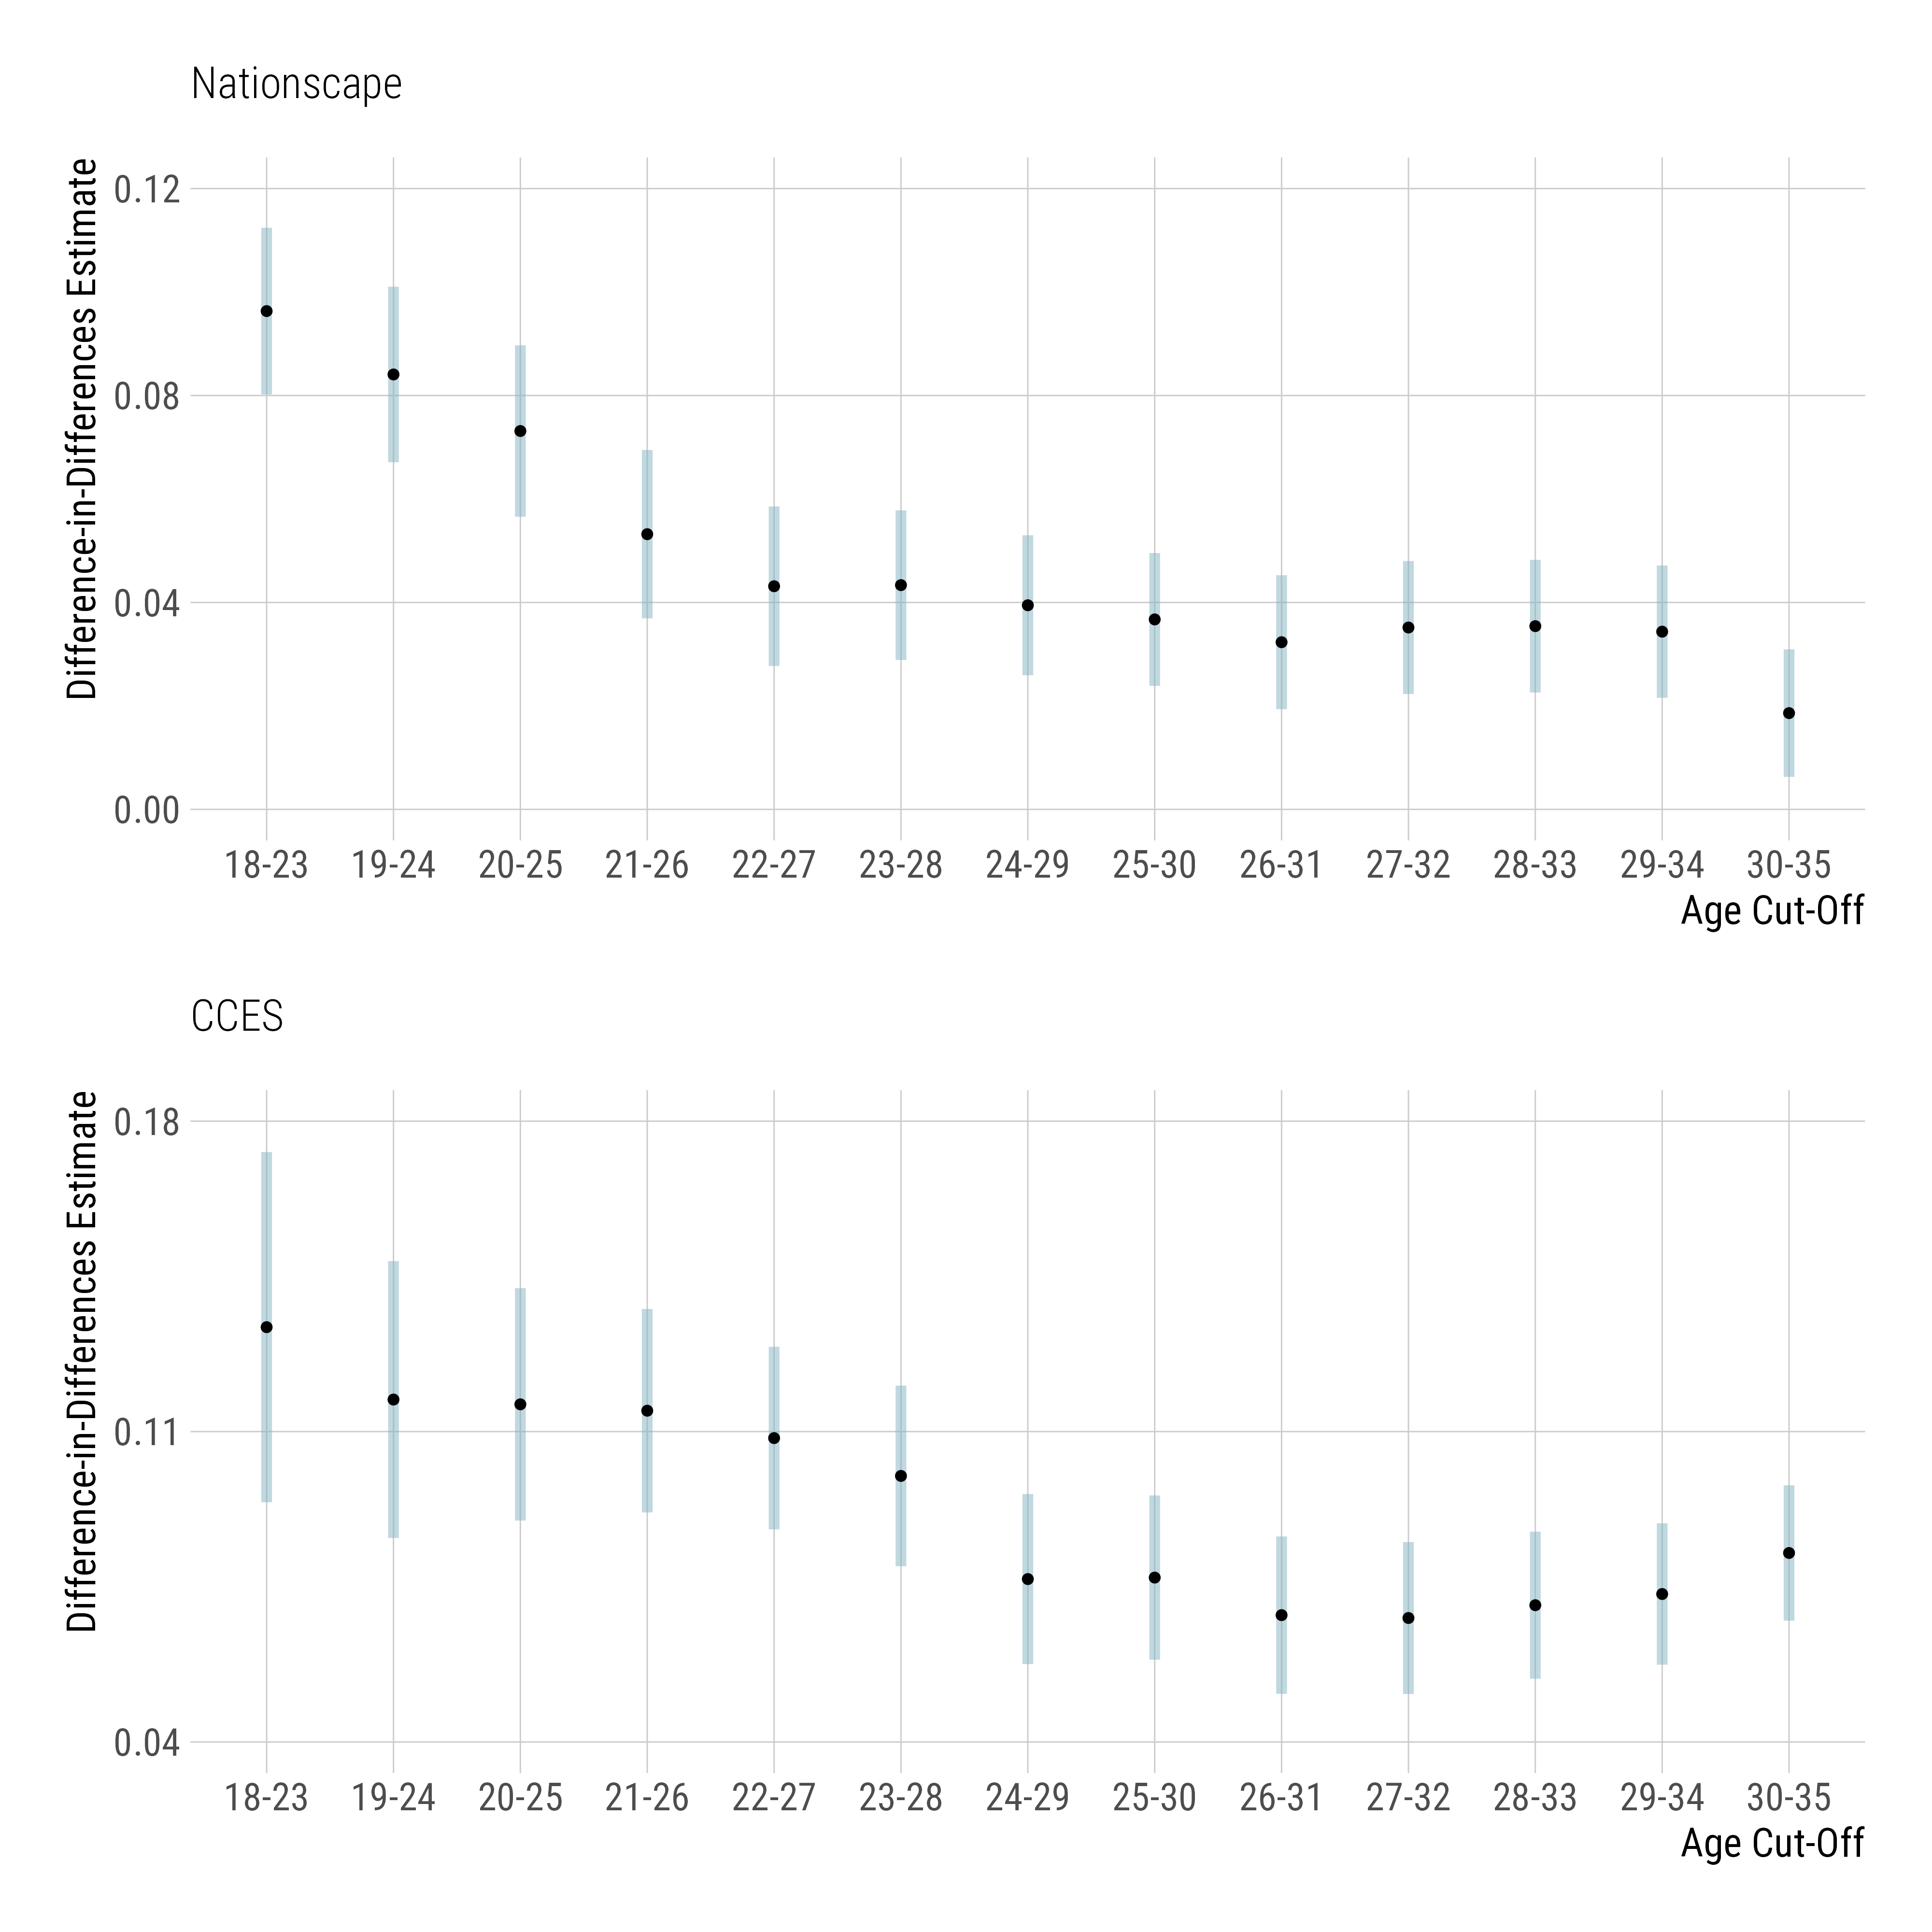 Nationscape
Difference-in-Differences Estimate
0.12
0.08
0.04
0.00
18-23 19-24 20-25 21-26 22-27 23-28 24-29 25-30 26-31 27-32 28-33 29-34 30-35
Age Cut-Off
CCES
Difference-in-Differences Estimate
0.18
0.11
0.04
18-23 19-24 20-25 21-26 22-27 23-28 24-29 25-30 26-31 27-32 28-33 29-34 30-35
Age Cut-Off